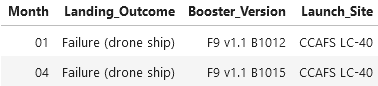 Month Landing_Outcome Booster_Version Launch_Site
01 Failure (drone ship) F9 v1.1 B1012 CCAFS LC-40
04 Failure (drone ship) F9 v1.1 B1015 CCAFS LC-40